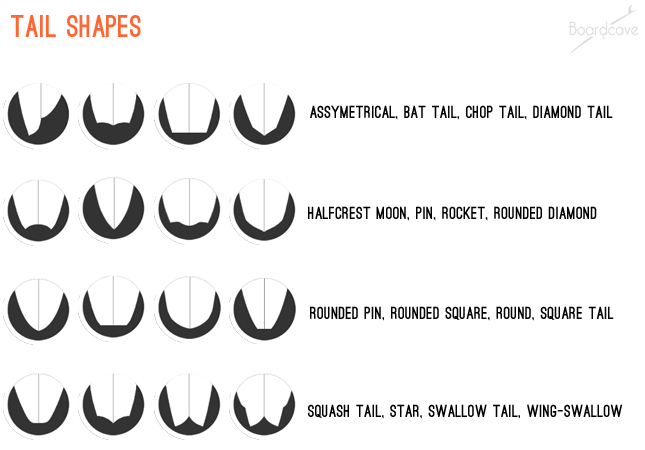 TAIL SHAPES
Boardcave
ASSYMETRICAL, BAT TAIL, CHOP TAIL, DIAMOND TAIL
HALFCREST MOON, PIN, ROCKET, ROUNDED DIAMOND
ROUNDED PIN, ROUNDED SQUARE, ROUND, SQUARE TAIL
SQUASH TAIL, STAR, SWALLOW TAIL, WING-SWALLOW